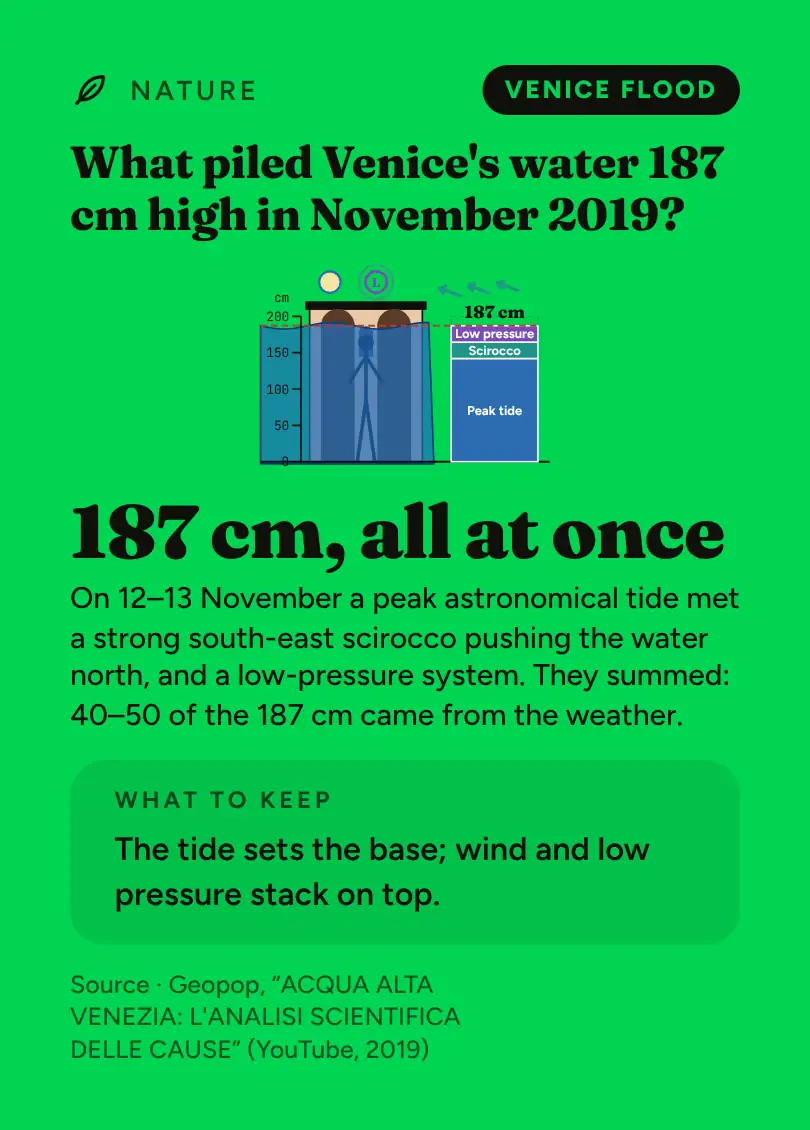 NATURE
VENICE FLOOD
What piled Venice's water 187
cm high in November 2019?
L
cm
200
150
100
50
0
187 cm
Low pressure
Scirocco
Peak tide
187 cm, all at once
On 12–13 November a peak astronomical tide met
a strong south-east scirocco pushing the water
north, and a low-pressure system. They summed:
40–50 of the 187 cm came from the weather.
WHAT TO KEEP
The tide sets the base; wind and low
pressure stack on top.
Source · Geopop, “ACQUA ALTA
VENEZIA: L'ANALISI SCIENTIFICA
DELLE CAUSE” (YouTube, 2019)